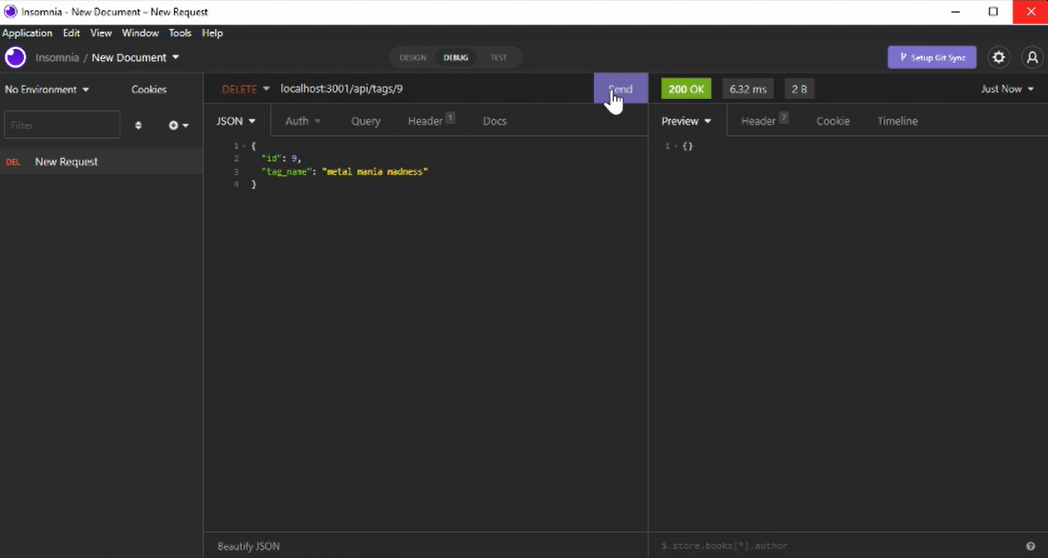 Insomnia - New Document – New Request
Application Edit View Window Tools Help
Insomnia / New Document
DESIGN DEBUG TEST
Setup Git Sync
No Environment Cookies
DELETE localhost:3001/api/tags/9 Send
200 OK 6.32 ms 2 B Just Now
Filter
JSON Auth Query Header 1 Docs
Preview Header 7 Cookie Timeline
DEL New Request
1 {
2 "id": 9,
3 "tag_name": "metal mania madness"
4 }
1 {}
Beautify JSON
$.store.books[*].author